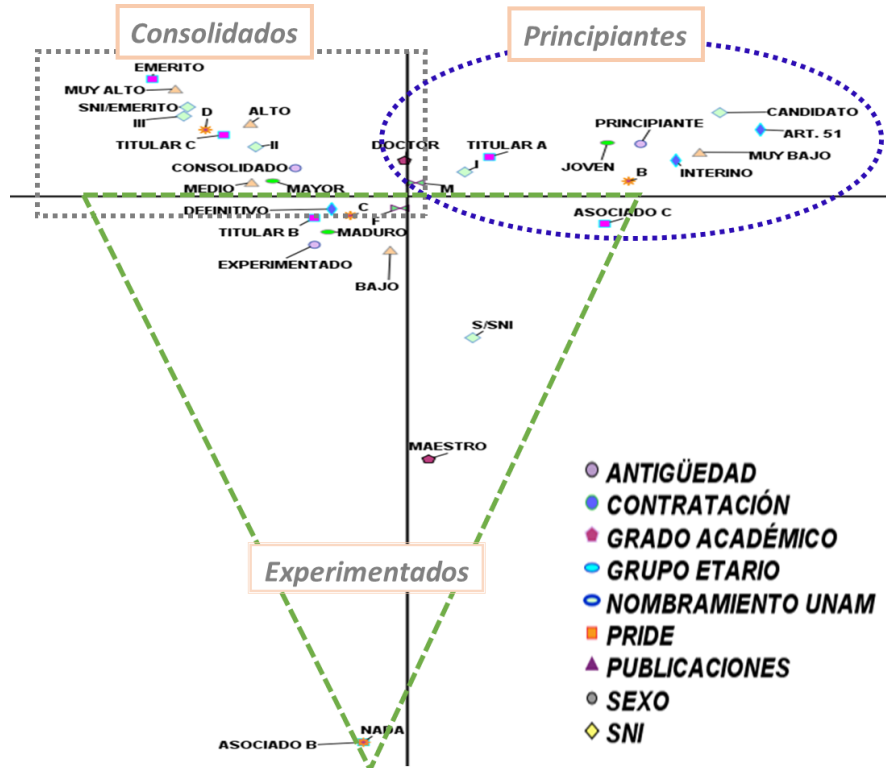 Consolidados
Principiantes
EMERITO
MUY ALTO
SNI/EMERITO
D
ALTO
III
TITULAR C
II
CONSOLIDADO
MEDIO
MAYOR
DOCTOR
TITULAR A
I
M
PRINCIPIANTE
CANDIDATO
ART. 51
JOVEN
MUY BAJO
B
INTERINO
DEFINITIVO
C
F
ASOCIADO C
TITULAR B
MADURO
EXPERIMENTADO
BAJO
S/SNI
MAESTRO
Experimentados
NADA
ASOCIADO B
ANTIGÜEDAD
CONTRATACIÓN
GRADO ACADÉMICO
GRUPO ETARIO
NOMBRAMIENTO UNAM
PRIDE
PUBLICACIONES
SEXO
SNI